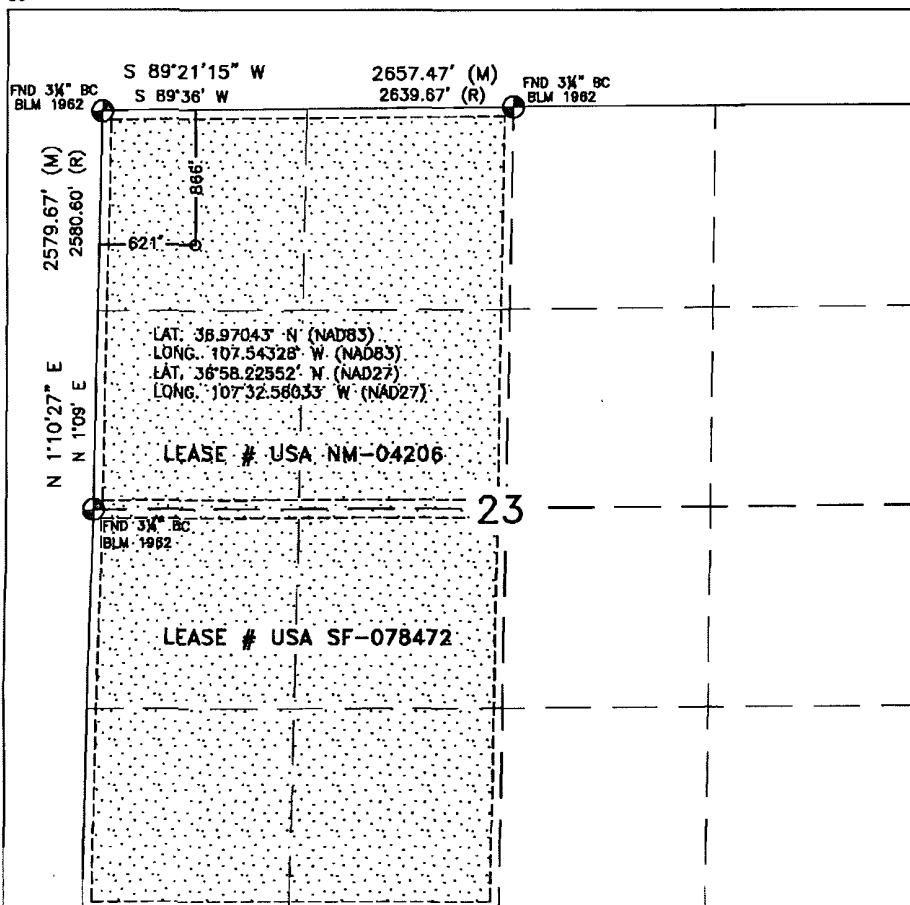 S 89°21'15" W 2657.47' (M)
S 89°36' W 2639.67' (R)
FND 3¼" BC
BLM 1962
FND 3¼" BC
BLM 1962
2579.67' (M)
2580.60' (R)
866'
621'
LAT. 36.97043° N (NAD83)
LONG. 107.54328° W (NAD83)
LAT. 36°58.22552' N (NAD27)
LONG. 107°32.56033' W (NAD27)
N 1°10'27" E
N 1°09' E
LEASE # USA NM-04206
23
FND 3¼" BC
BLM 1962
LEASE # USA SF-078472